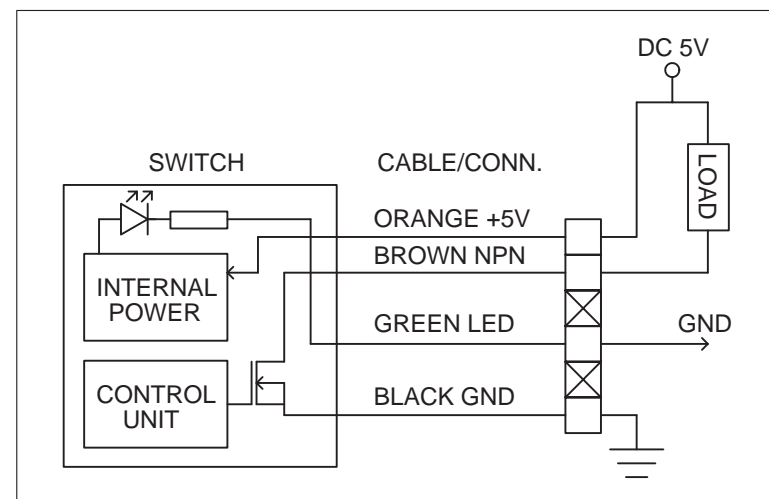 DC 5V
SWITCH
CABLE/CONN.
LOAD
ORANGE +5V
BROWN NPN
INTERNAL
POWER
GREEN LED
GND
CONTROL
UNIT
BLACK GND